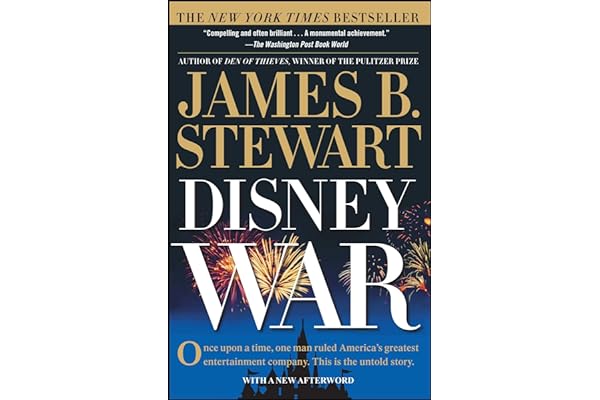 THE NEW YORK TIMES BESTSELLER
"Compelling and often brilliant . . . A monumental achievement."
—The Washington Post Book World
AUTHOR OF DEN OF THIEVES, WINNER OF THE PULITZER PRIZE
JAMES B.
STEWART
DISNEY
WAR
Once upon a time, one man ruled America's greatest
entertainment company. This is the untold story.
WITH A NEW AFTERWORD